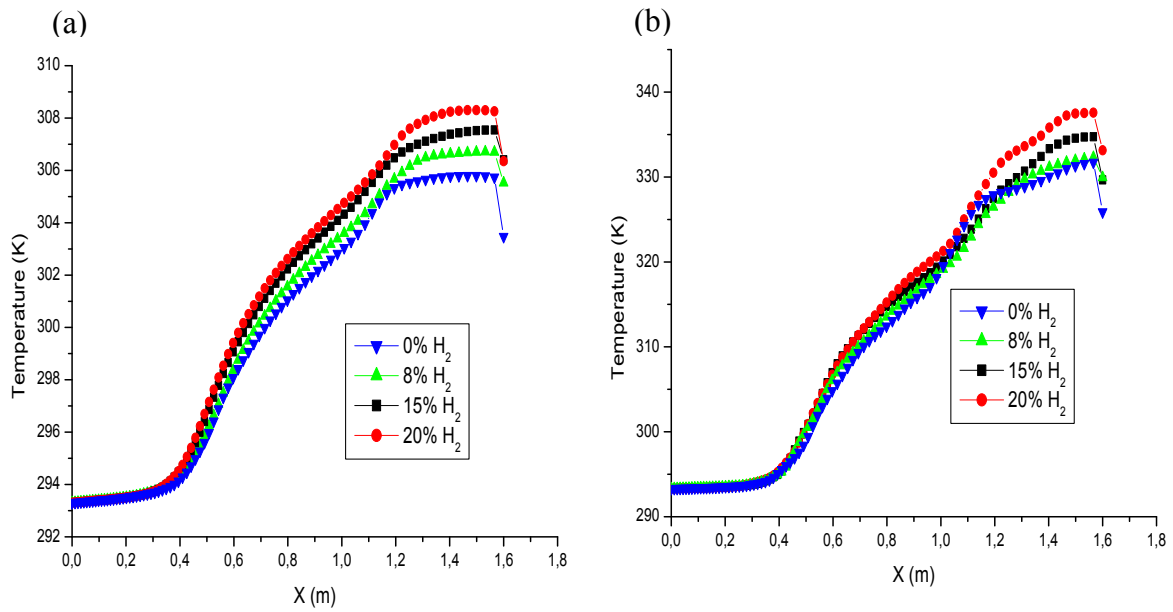 (a)
310
308
306
304
302
300
298
296
294
292
Temperature (K)
0% H2
8% H2
15% H2
20% H2
0,0 0,2 0,4 0,6 0,8 1,0 1,2 1,4 1,6 1,8
X (m)
(b)
340
330
320
310
300
290
Temperature (K)
0% H2
8% H2
15% H2
20% H2
0,0 0,2 0,4 0,6 0,8 1,0 1,2 1,4 1,6 1,8
X (m)